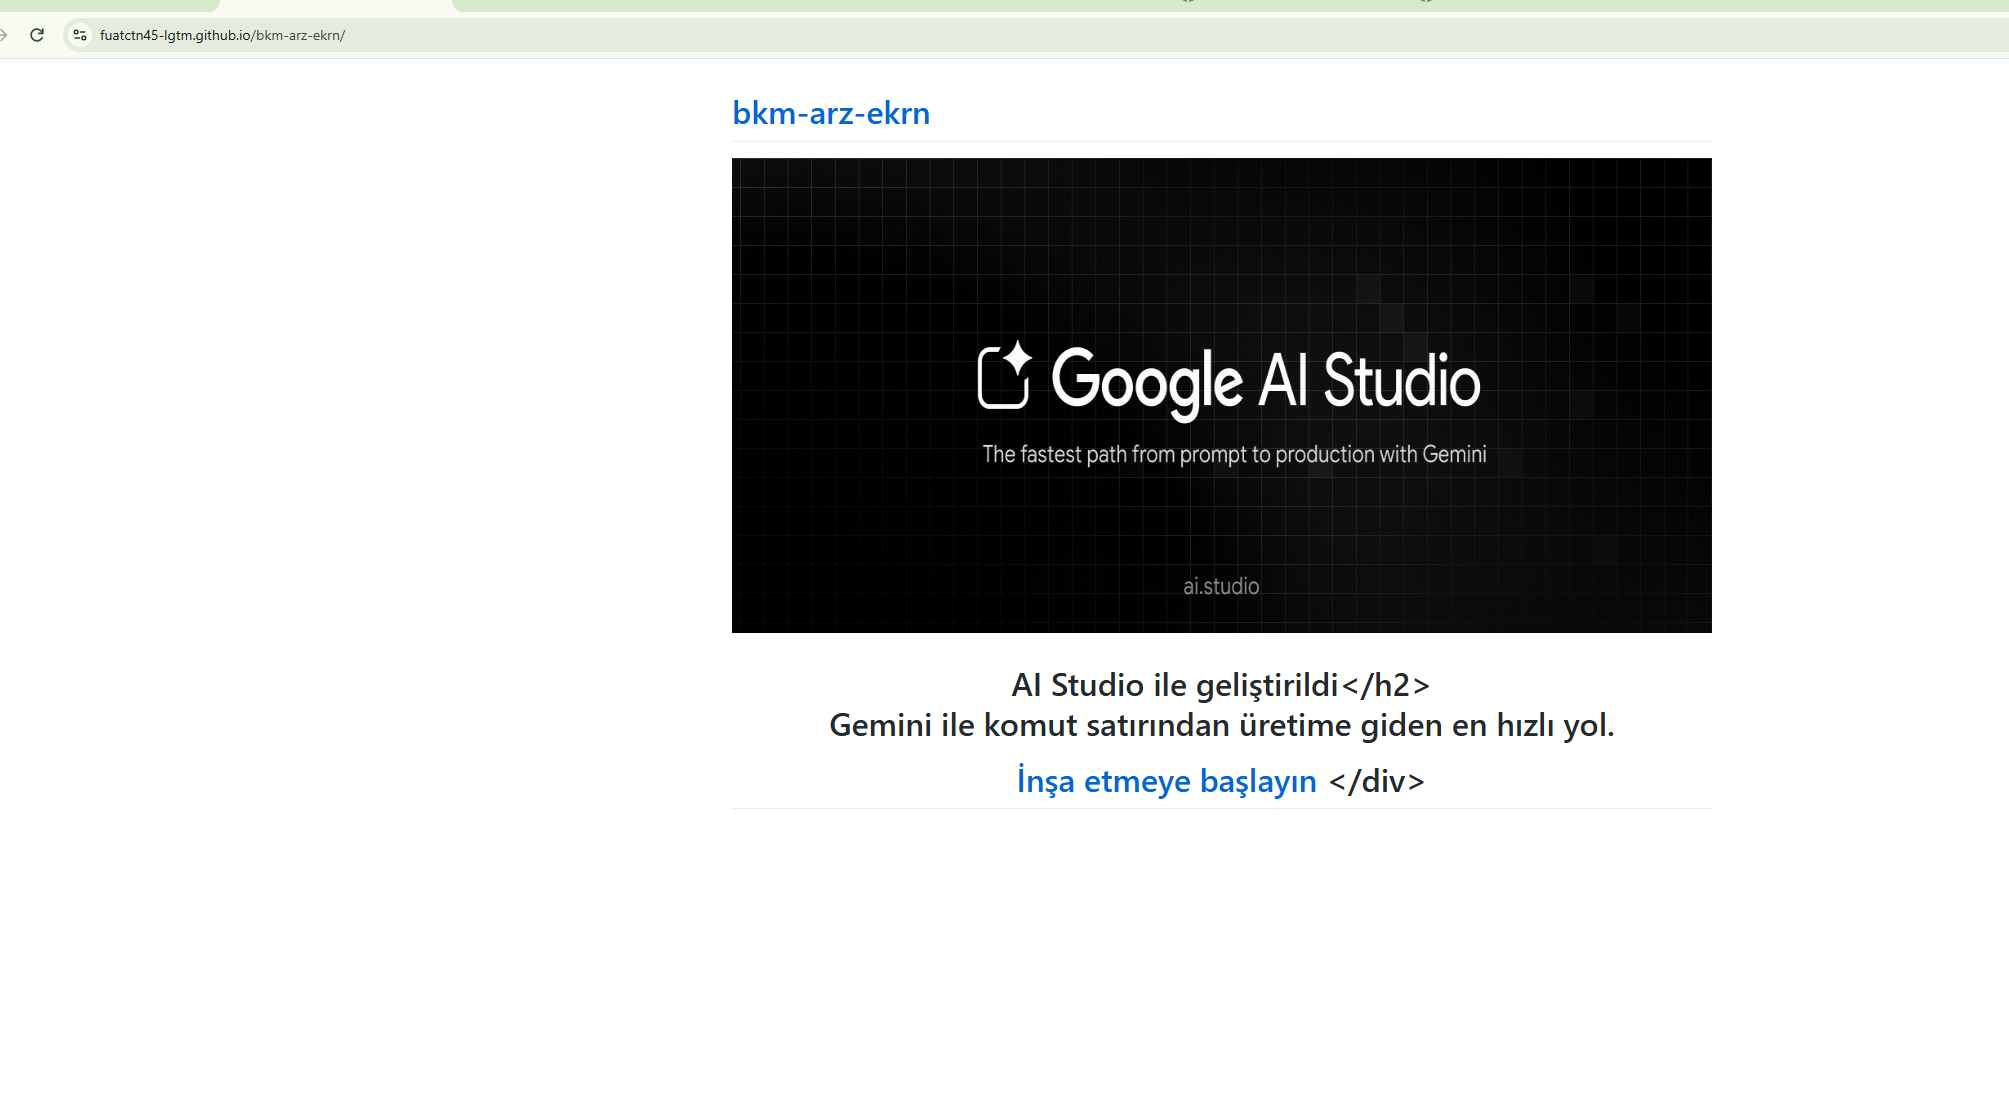 fuatctn45-lgtm.github.io/bkm-arz-ekrn/
bkm-arz-ekrn
Google AI Studio
The fastest path from prompt to production with Gemini
ai.studio
AI Studio ile geliştirildi</h2>
Gemini ile komut satırından üretime giden en hızlı yol.
İnşa etmeye başlayın </div>